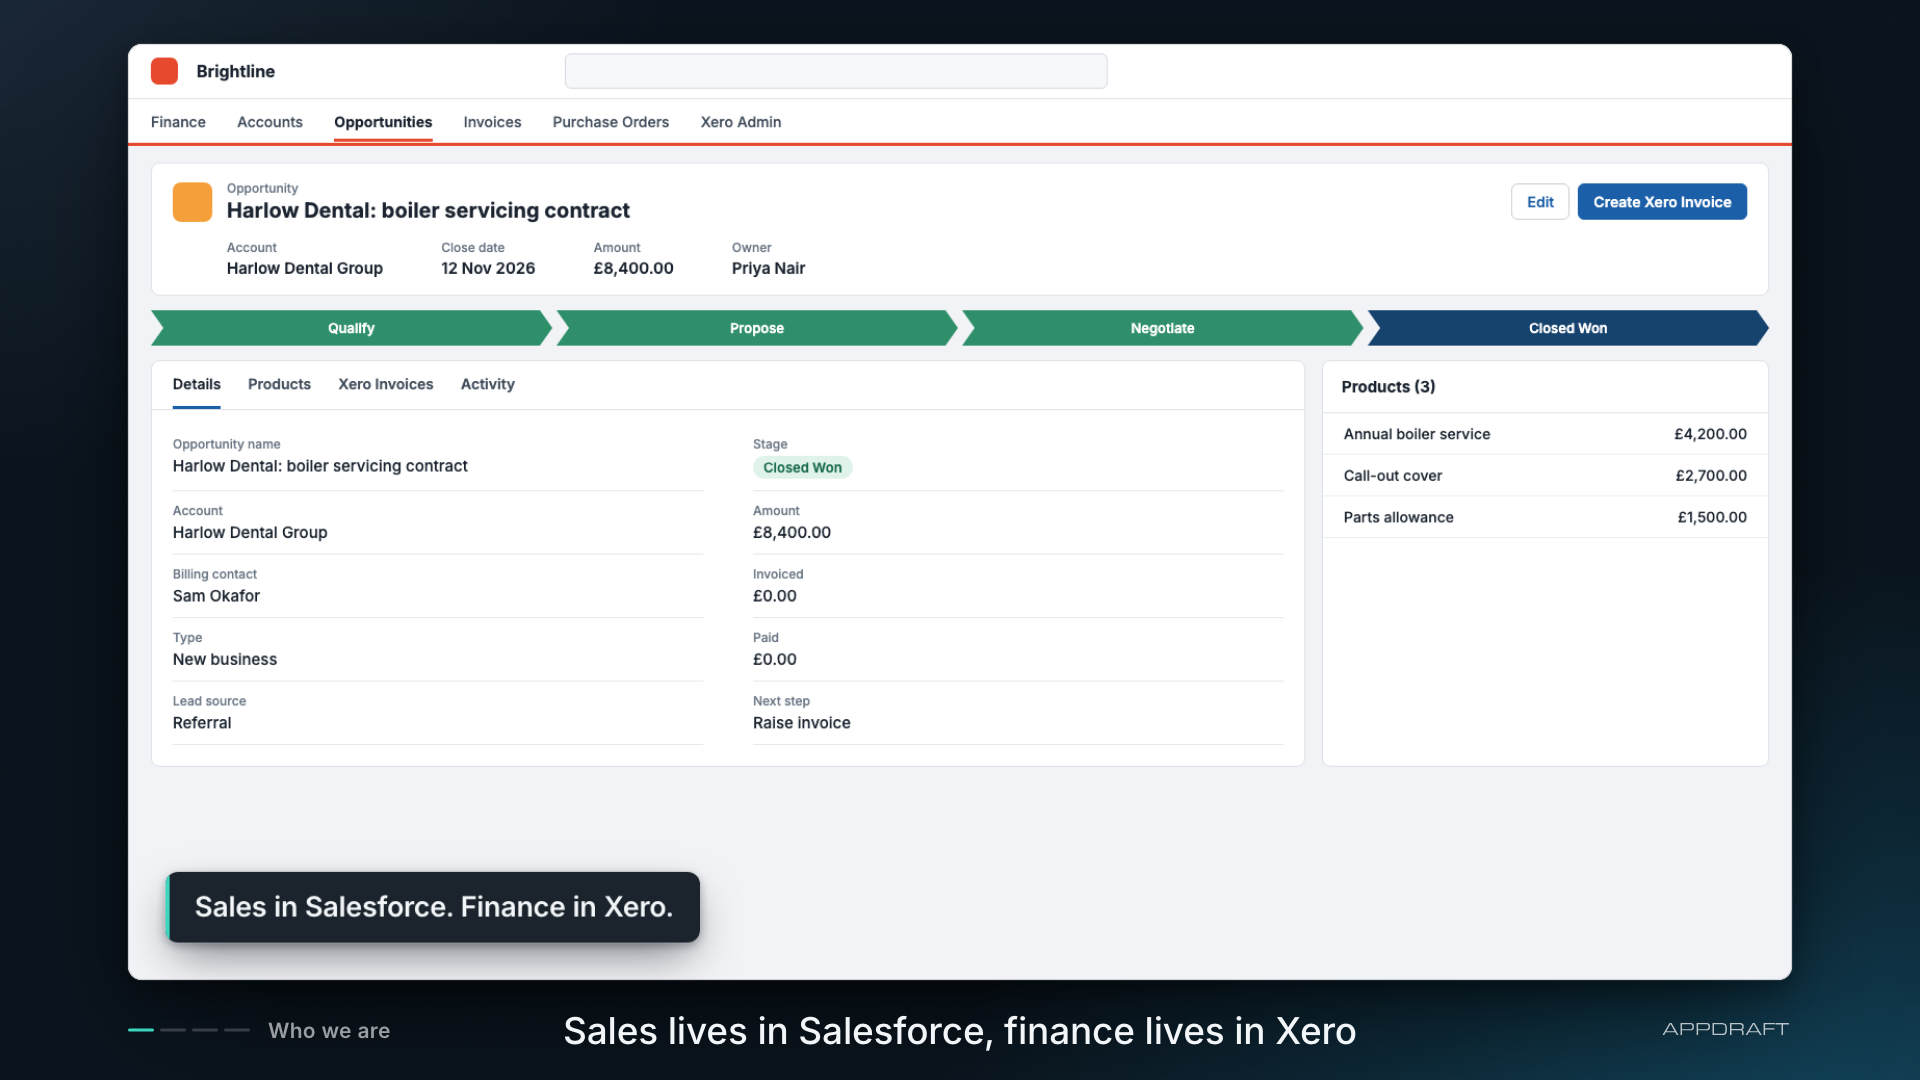 Brightline
Finance Accounts Opportunities Invoices Purchase Orders Xero Admin
Opportunity
Harlow Dental: boiler servicing contract
Edit
Create Xero Invoice
Account Close date Amount Owner
Harlow Dental Group 12 Nov 2026 £8,400.00 Priya Nair
Qualify Propose Negotiate Closed Won
Details Products Xero Invoices Activity
Opportunity name
Harlow Dental: boiler servicing contract
Stage
Closed Won
Account
Harlow Dental Group
Amount
£8,400.00
Billing contact
Sam Okafor
Invoiced
£0.00
Type
New business
Paid
£0.00
Lead source
Referral
Next step
Raise invoice
Products (3)
Annual boiler service £4,200.00
Call-out cover £2,700.00
Parts allowance £1,500.00
Sales in Salesforce. Finance in Xero.
Who we are
Sales lives in Salesforce, finance lives in Xero
APPDRAFT